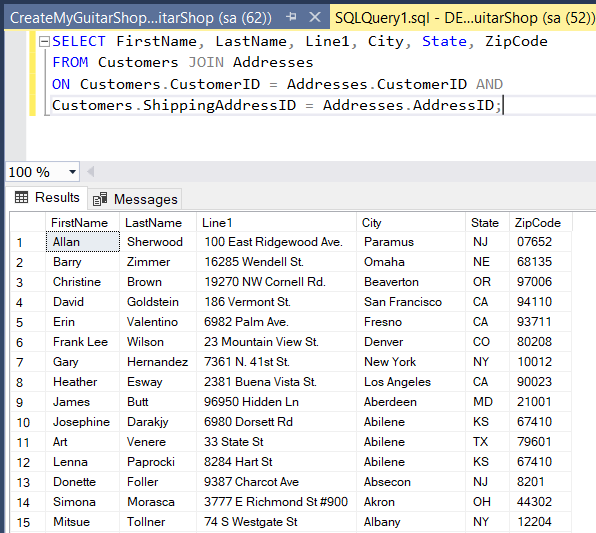 CreateMyGuitarShop...itarShop (sa (62)) SQLQuery1.sql - DE...uitarShop (sa (52))
SELECT FirstName, LastName, Line1, City, State, ZipCode
FROM Customers JOIN Addresses
ON Customers.CustomerID = Addresses.CustomerID AND
Customers.ShippingAddressID = Addresses.AddressID;
100 %
Results Messages
FirstName LastName Line1 City State ZipCode
1 Allan Sherwood 100 East Ridgewood Ave. Paramus NJ 07652
2 Barry Zimmer 16285 Wendell St. Omaha NE 68135
3 Christine Brown 19270 NW Cornell Rd. Beaverton OR 97006
4 David Goldstein 186 Vermont St. San Francisco CA 94110
5 Erin Valentino 6982 Palm Ave. Fresno CA 93711
6 Frank Lee Wilson 23 Mountain View St. Denver CO 80208
7 Gary Hernandez 7361 N. 41st St. New York NY 10012
8 Heather Esway 2381 Buena Vista St. Los Angeles CA 90023
9 James Butt 96950 Hidden Ln Aberdeen MD 21001
10 Josephine Darakjy 6980 Dorsett Rd Abilene KS 67410
11 Art Venere 33 State St Abilene TX 79601
12 Lenna Paprocki 8284 Hart St Abilene KS 67410
13 Donette Foller 9387 Charcot Ave Absecon NJ 8201
14 Simona Morasca 3777 E Richmond St #900 Akron OH 44302
15 Mitsue Tollner 74 S Westgate St Albany NY 12204